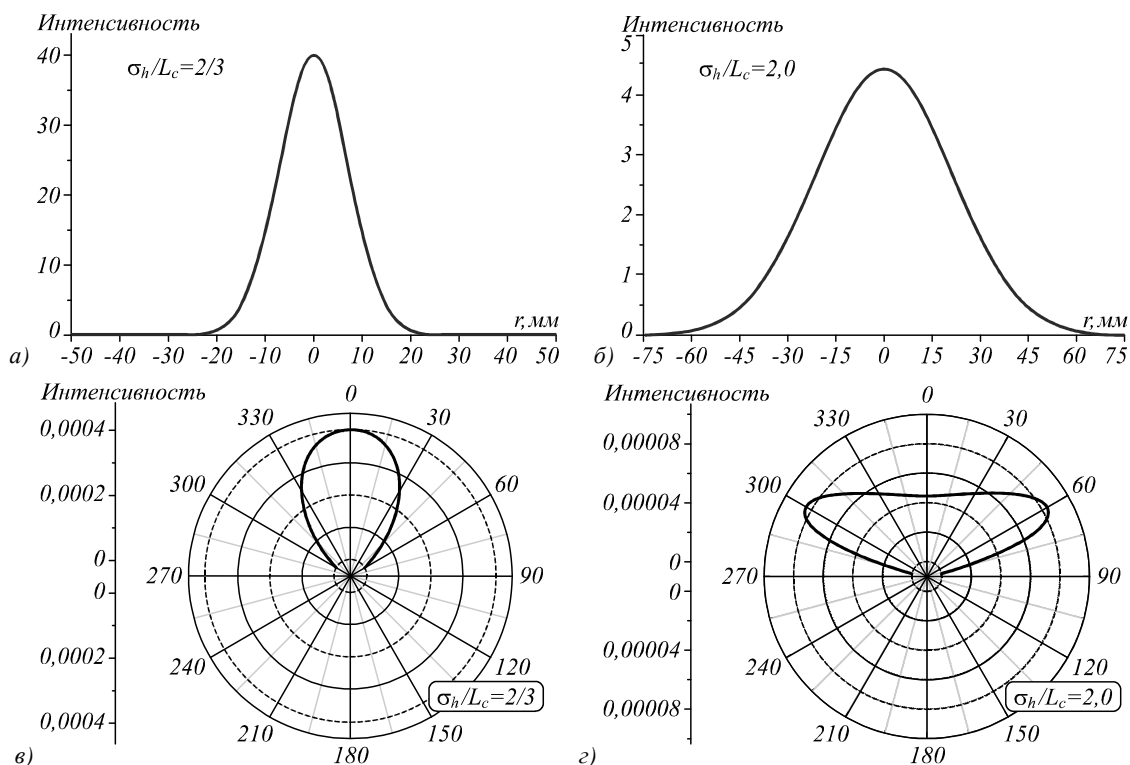 Интенсивность
σh/Lc=2/3
40
30
20
10
0
r,мм
а)
-50 -40 -30 -20 -10 0 10 20 30 40 50
Интенсивность
σh/Lc=2,0
5
4
3
2
1
0
r,мм
б)
-75 -60 -45 -30 -15 0 15 30 45 60 75
Интенсивность
0,0004
0,0002
0
0
0,0002
0,0004
0
30
60
90
120
150
180
210
240
270
300
330
σh/Lc=2/3
в)
Интенсивность
0,00008
0,00004
0
0
0,00004
0,00008
0
30
60
90
120
150
180
210
240
270
300
330
σh/Lc=2,0
г)